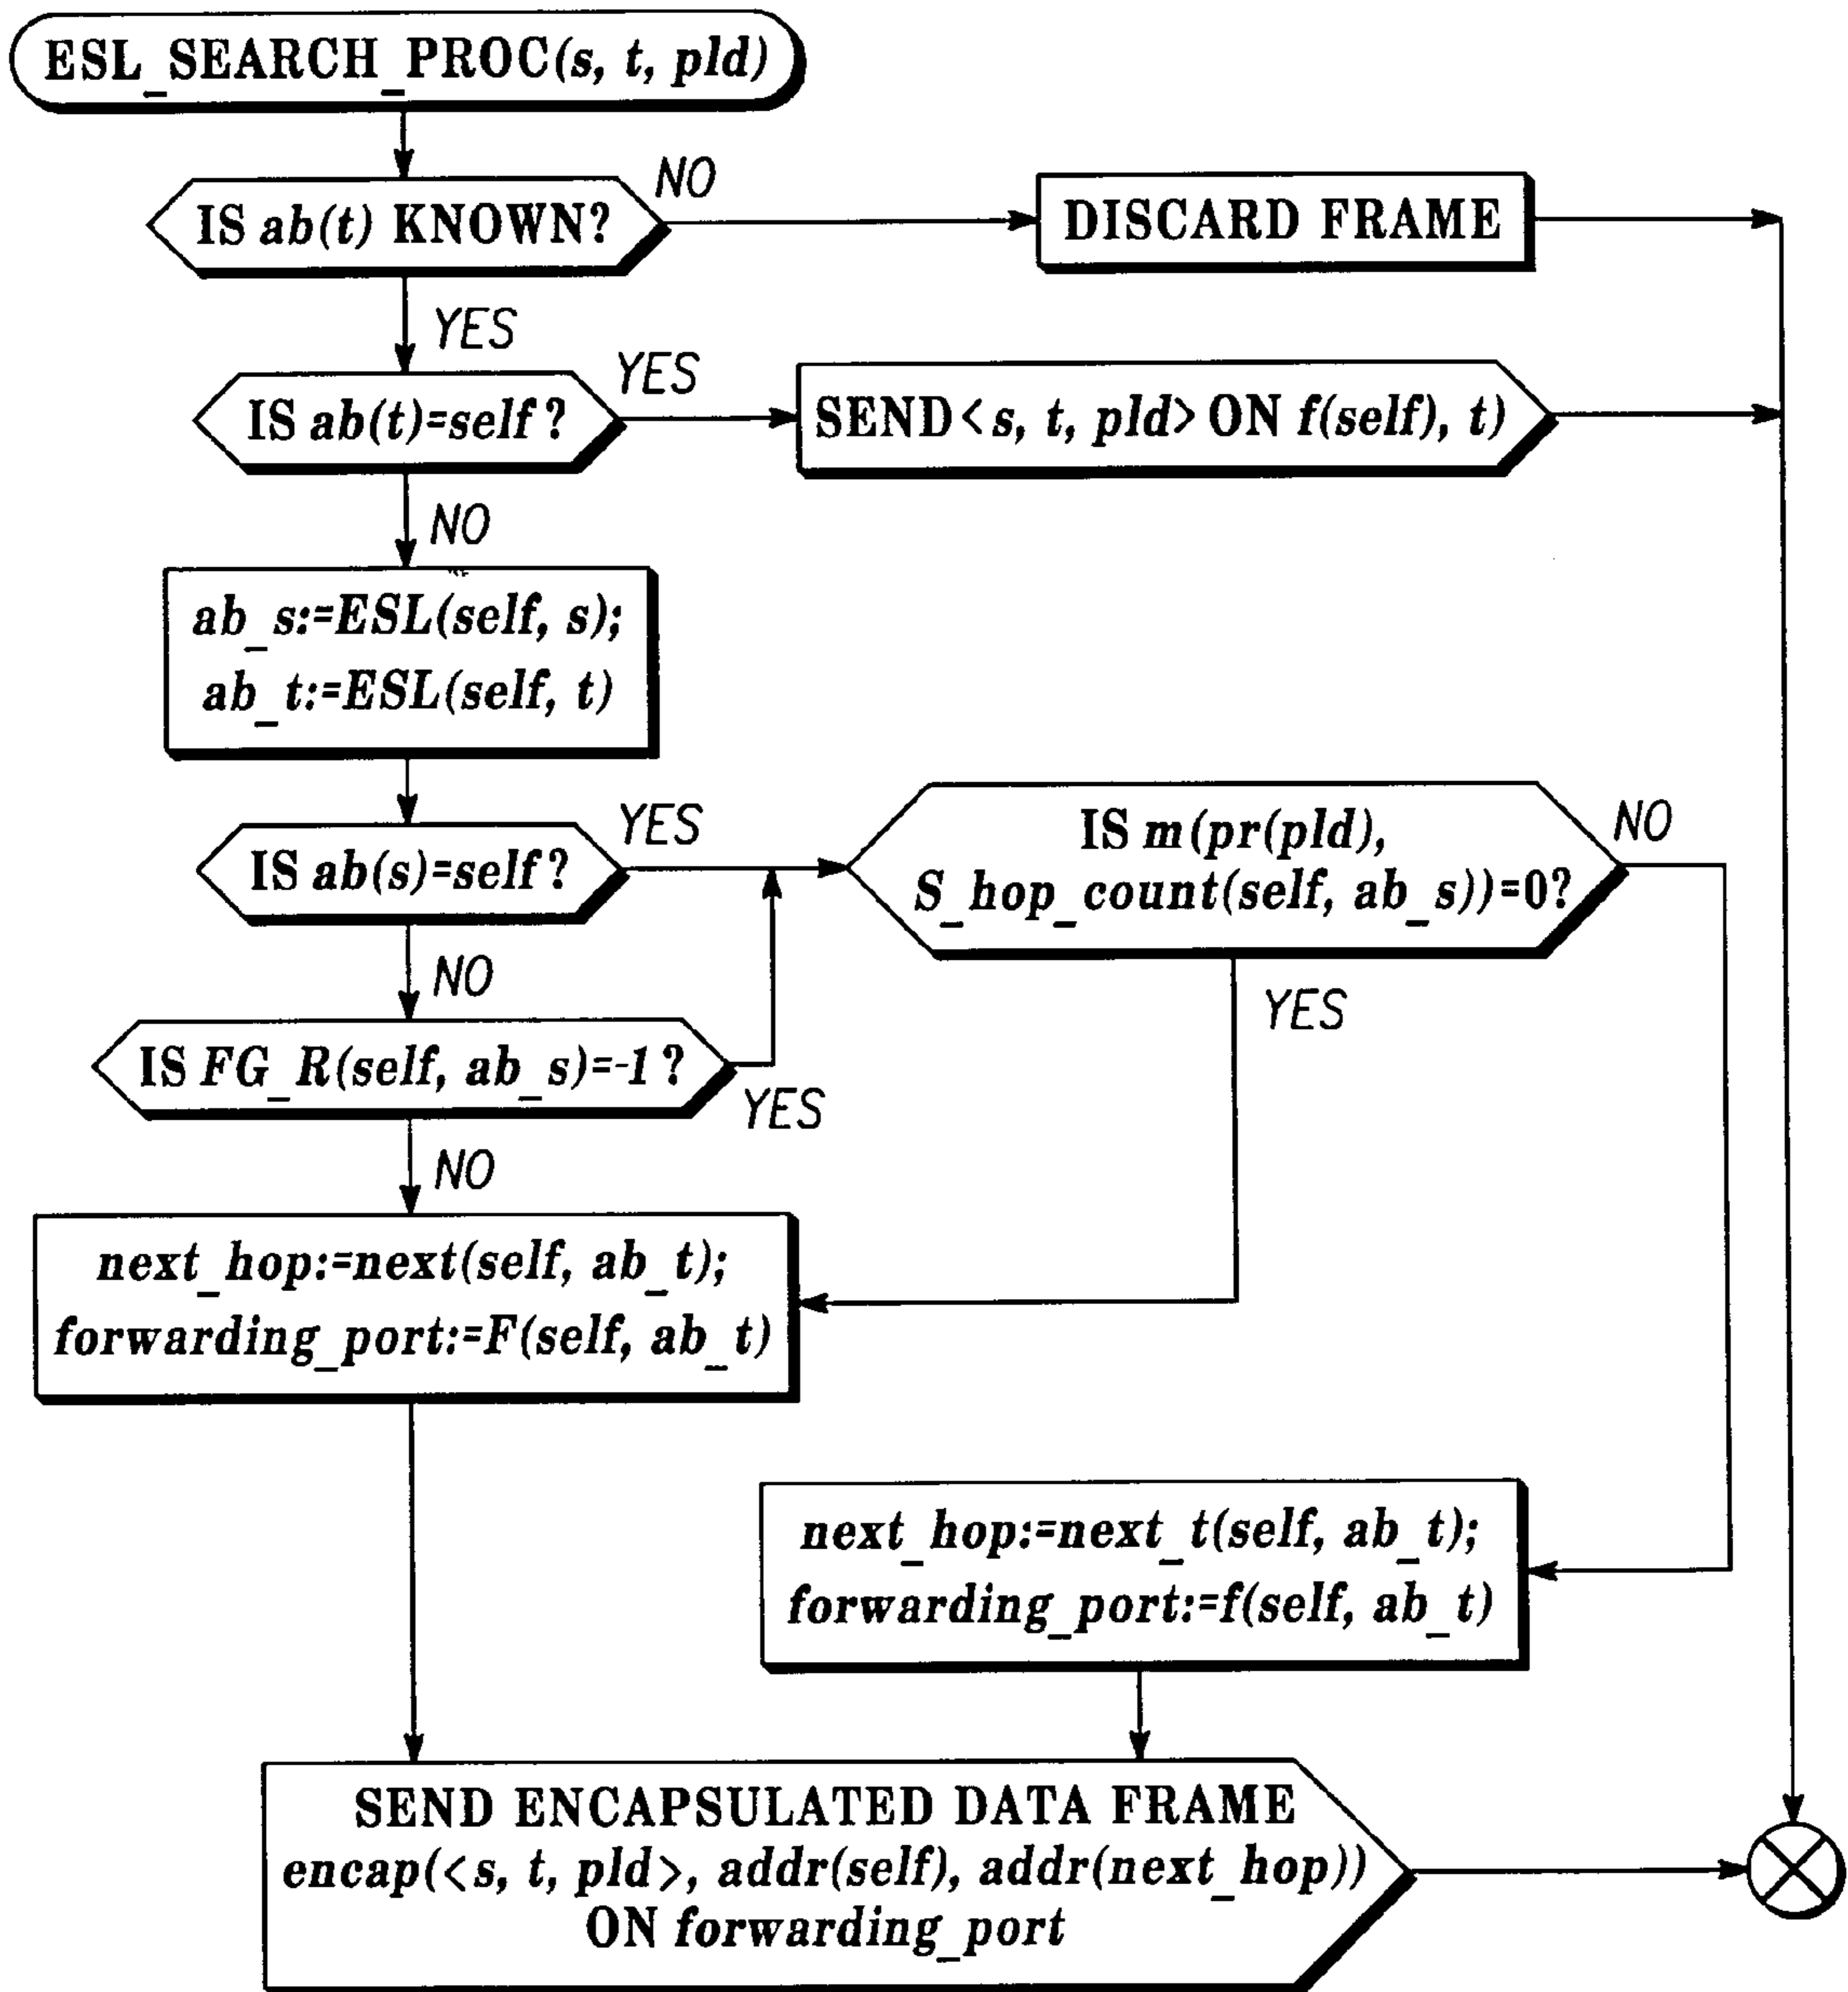 ESL_SEARCH_PROC(s, t, pld)
IS ab(t) KNOWN?
NO
DISCARD FRAME
YES
IS ab(t)=self?
YES
SEND<s, t, pld> ON f(self), t)
NO
ab_s:=ESL(self, s);
ab_t:=ESL(self, t)
IS ab(s)=self?
YES
IS m(pr(pld),
S_hop_count(self, ab_s))=0?
NO
NO
YES
IS FG_R(self, ab_s)=-1?
YES
NO
next_hop:=next(self, ab_t);
forwarding_port:=F(self, ab_t)
next_hop:=next_t(self, ab_t);
forwarding_port:=f(self, ab_t)
SEND ENCAPSULATED DATA FRAME
encap(<s, t, pld>, addr(self), addr(next_hop))
ON forwarding_port